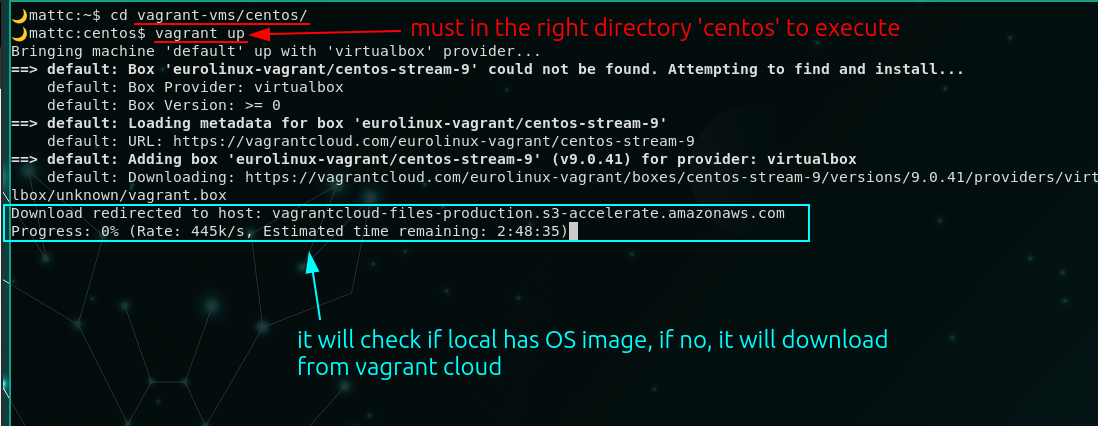 🌙mattc:~$ cd vagrant-vms/centos/
🌙mattc:centos$ vagrant up
must in the right directory 'centos' to execute
Bringing machine 'default' up with 'virtualbox' provider...
==> default: Box 'eurolinux-vagrant/centos-stream-9' could not be found. Attempting to find and install...
    default: Box Provider: virtualbox
    default: Box Version: >= 0
==> default: Loading metadata for box 'eurolinux-vagrant/centos-stream-9'
    default: URL: https://vagrantcloud.com/eurolinux-vagrant/centos-stream-9
==> default: Adding box 'eurolinux-vagrant/centos-stream-9' (v9.0.41) for provider: virtualbox
    default: Downloading: https://vagrantcloud.com/eurolinux-vagrant/boxes/centos-stream-9/versions/9.0.41/providers/virt
lbox/unknown/vagrant.box
Download redirected to host: vagrantcloud-files-production.s3-accelerate.amazonaws.com
Progress: 0% (Rate: 445k/s, Estimated time remaining: 2:48:35)
it will check if local has OS image, if no, it will download
from vagrant cloud